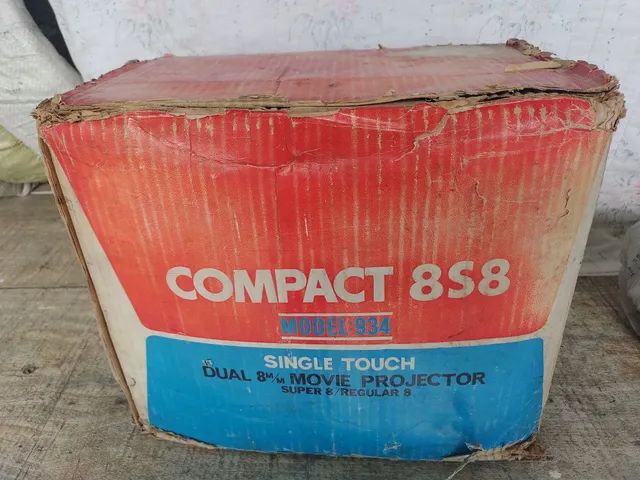 COMPACT 8S8
MODEL:934
SINGLE TOUCH
DUAL 8M/M MOVIE PROJECTOR
SUPER 8/REGULAR 8